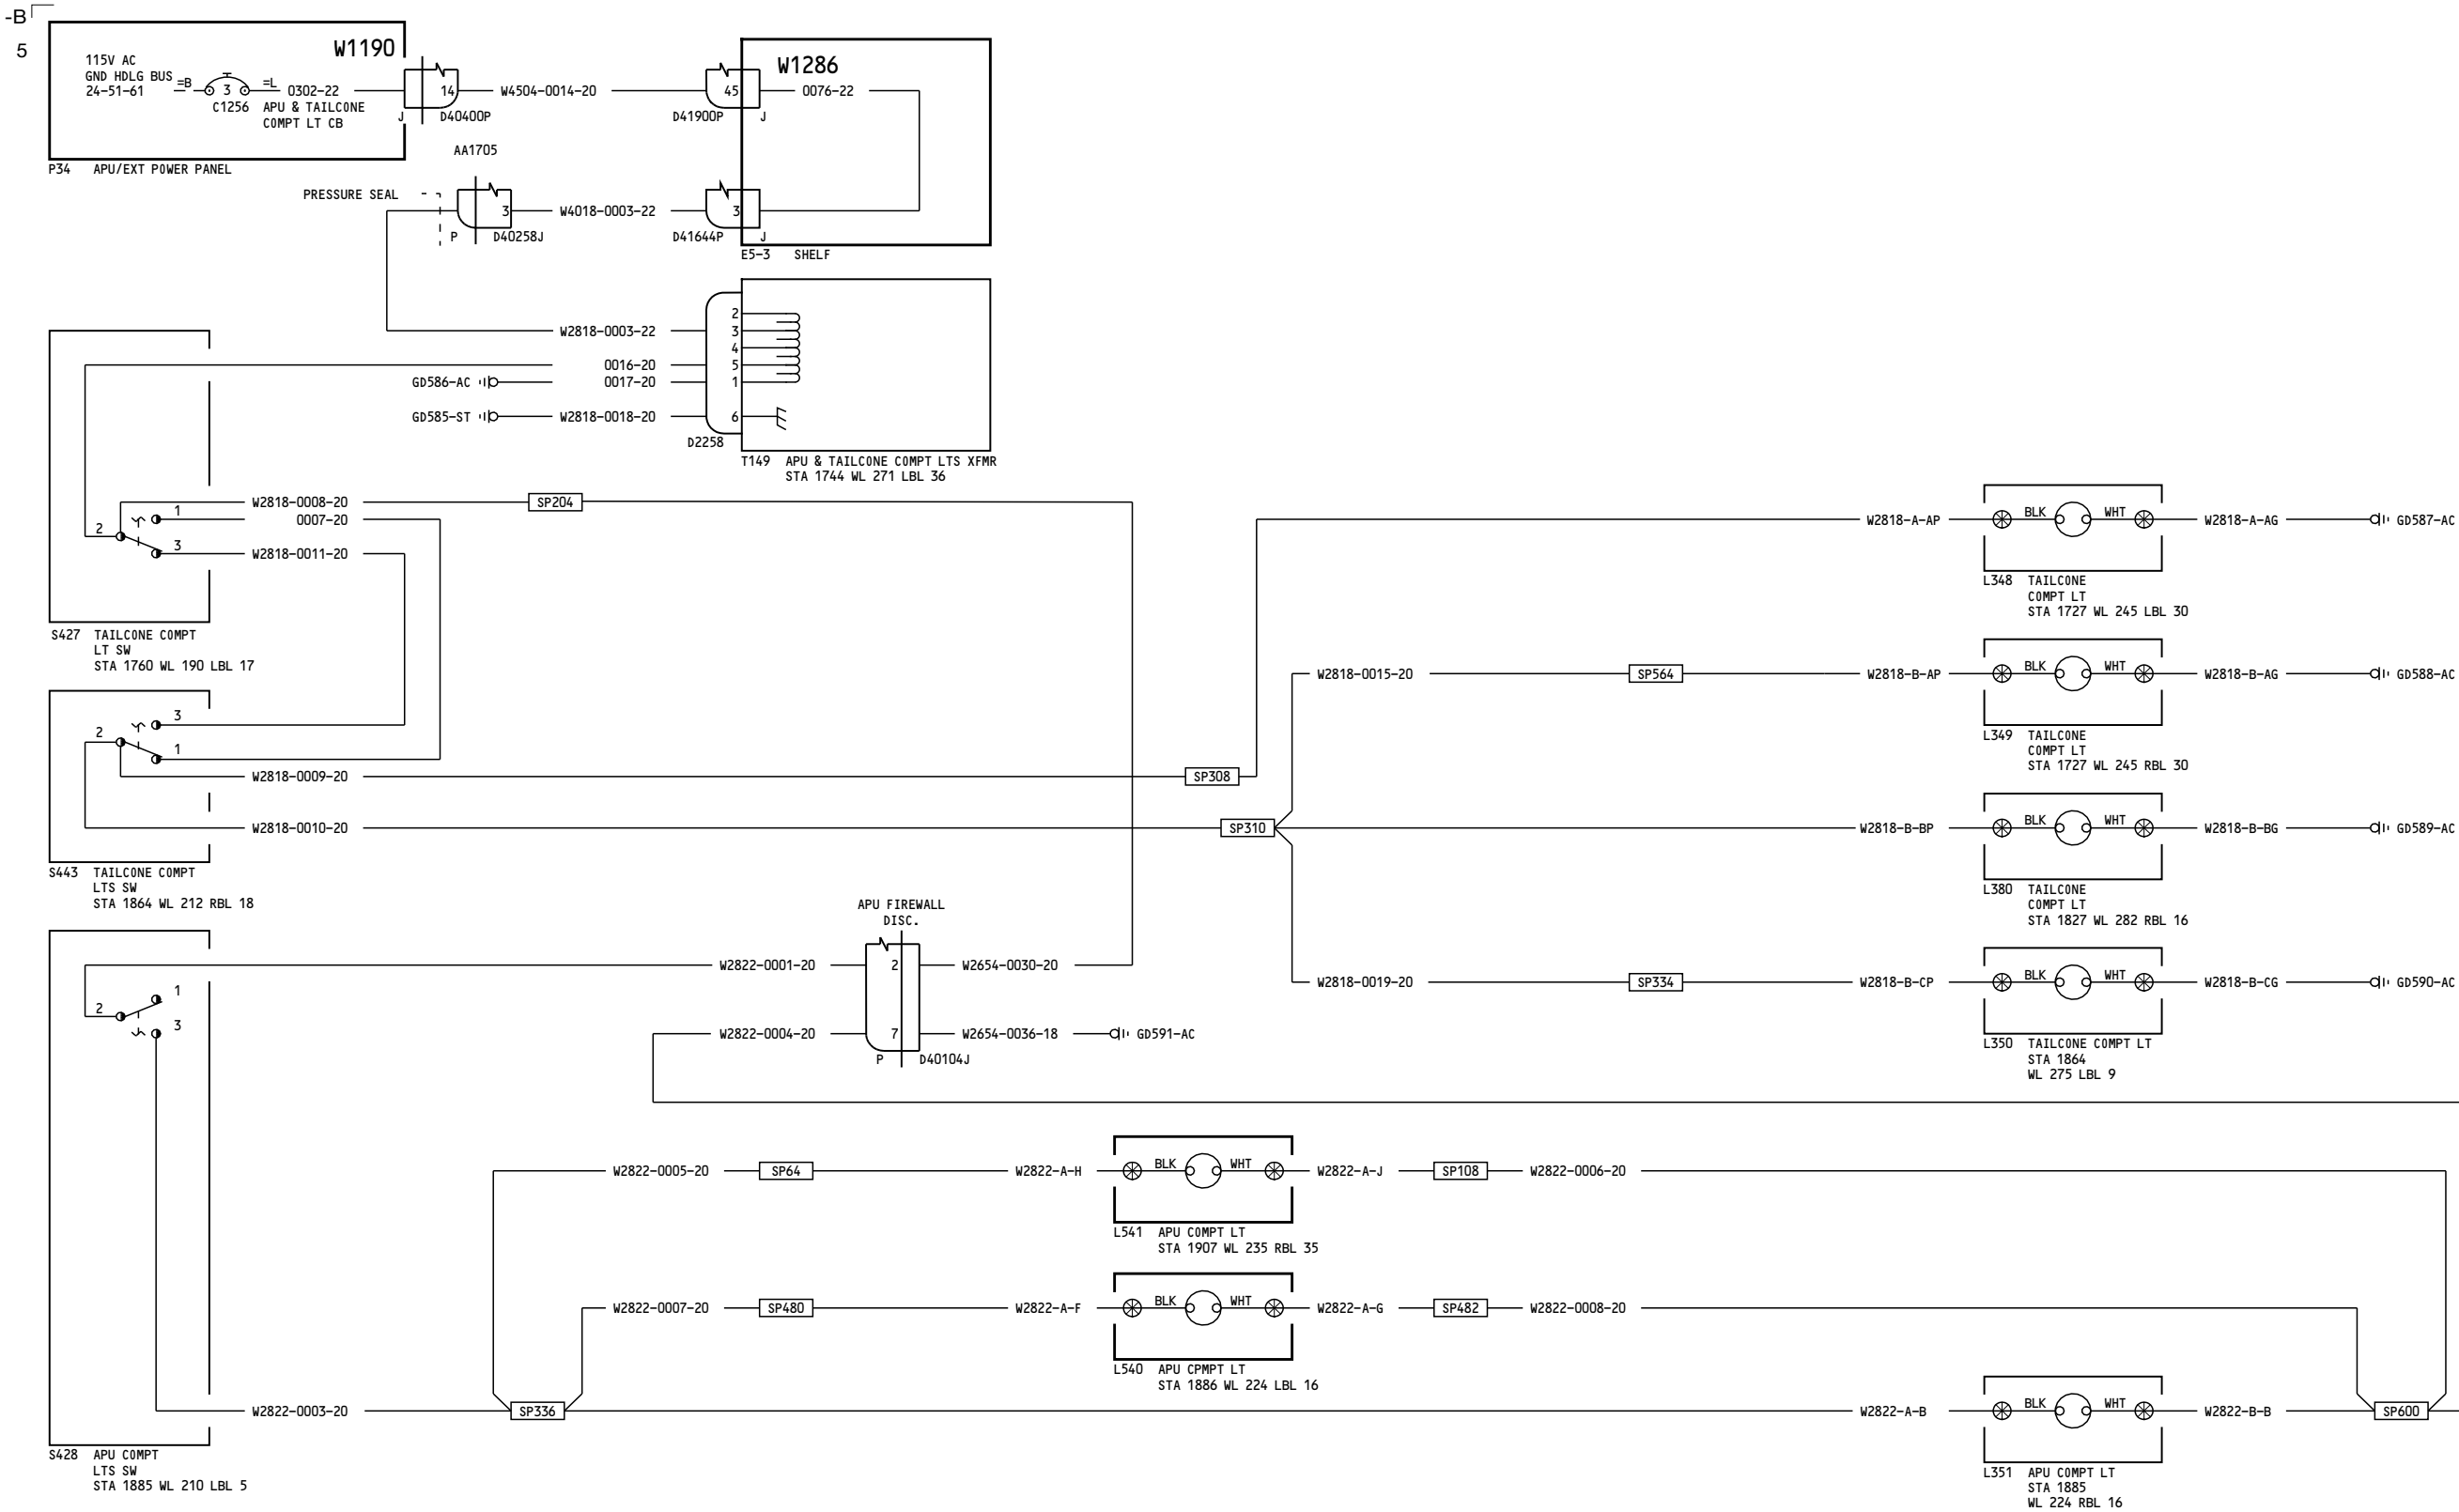 -B
5
W1190
115V AC
GND HDLG BUS
24-51-61
=B
3
=L
0302-22
C1256
APU & TAILCONE
COMPT LT CB
J
14
D40400P
W4504-0014-20
45
D41900P
J
W1286
0076-22
P34 APU/EXT POWER PANEL
AA1705
PRESSURE SEAL
P
3
D40258J
W4018-0003-22
3
D41644P
J
E5-3 SHELF
W2818-0003-22
0016-20
GD586-AC
0017-20
GD585-ST
W2818-0018-20
2
3
4
5
1
6
D2258
T149 APU & TAILCONE COMPT LTS XFMR
STA 1744 WL 271 LBL 36
W2818-0008-20
SP204
1
0007-20
2
3
W2818-0011-20
S427 TAILCONE COMPT
LT SW
STA 1760 WL 190 LBL 17
W2818-A-AP
BLK
WHT
W2818-A-AG
GD587-AC
L348 TAILCONE
COMPT LT
STA 1727 WL 245 LBL 30
W2818-0015-20
SP564
W2818-B-AP
BLK
WHT
W2818-B-AG
GD588-AC
L349 TAILCONE
COMPT LT
STA 1727 WL 245 RBL 30
3
2
1
W2818-0009-20
SP308
W2818-0010-20
SP310
W2818-B-BP
BLK
WHT
W2818-B-BG
GD589-AC
S443 TAILCONE COMPT
LTS SW
STA 1864 WL 212 RBL 18
L380 TAILCONE
COMPT LT
STA 1827 WL 282 RBL 16
APU FIREWALL
DISC.
W2822-0001-20
2
W2654-0030-20
W2818-0019-20
SP334
W2818-B-CP
BLK
WHT
W2818-B-CG
GD590-AC
1
2
3
W2822-0004-20
7
W2654-0036-18
GD591-AC
P
D40104J
L350 TAILCONE COMPT LT
STA 1864
WL 275 LBL 9
W2822-0005-20
SP64
W2822-A-H
BLK
WHT
W2822-A-J
SP108
W2822-0006-20
L541 APU COMPT LT
STA 1907 WL 235 RBL 35
W2822-0007-20
SP480
W2822-A-F
BLK
WHT
W2822-A-G
SP482
W2822-0008-20
L540 APU CPMPT LT
STA 1886 WL 224 LBL 16
W2822-0003-20
SP336
W2822-A-B
BLK
WHT
W2822-B-B
SP600
S428 APU COMPT
LTS SW
STA 1885 WL 210 LBL 5
L351 APU COMPT LT
STA 1885
WL 224 RBL 16